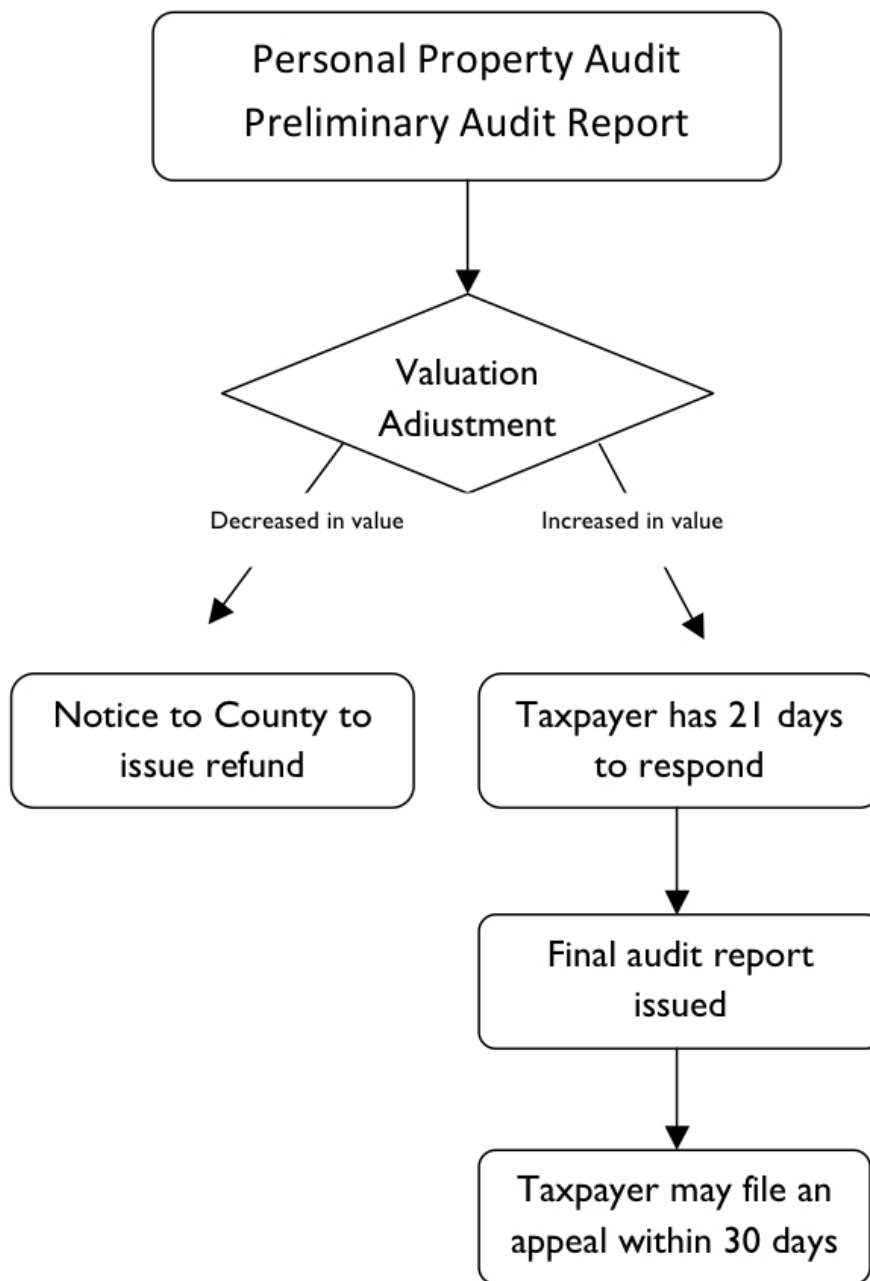 Personal Property Audit
Preliminary Audit Report
Valuation
Adiustment
Decreased in value
Increased in value
Notice to County to
issue refund
Taxpayer has 21 days
to respond
Final audit report
issued
Taxpayer may file an
appeal within 30 days